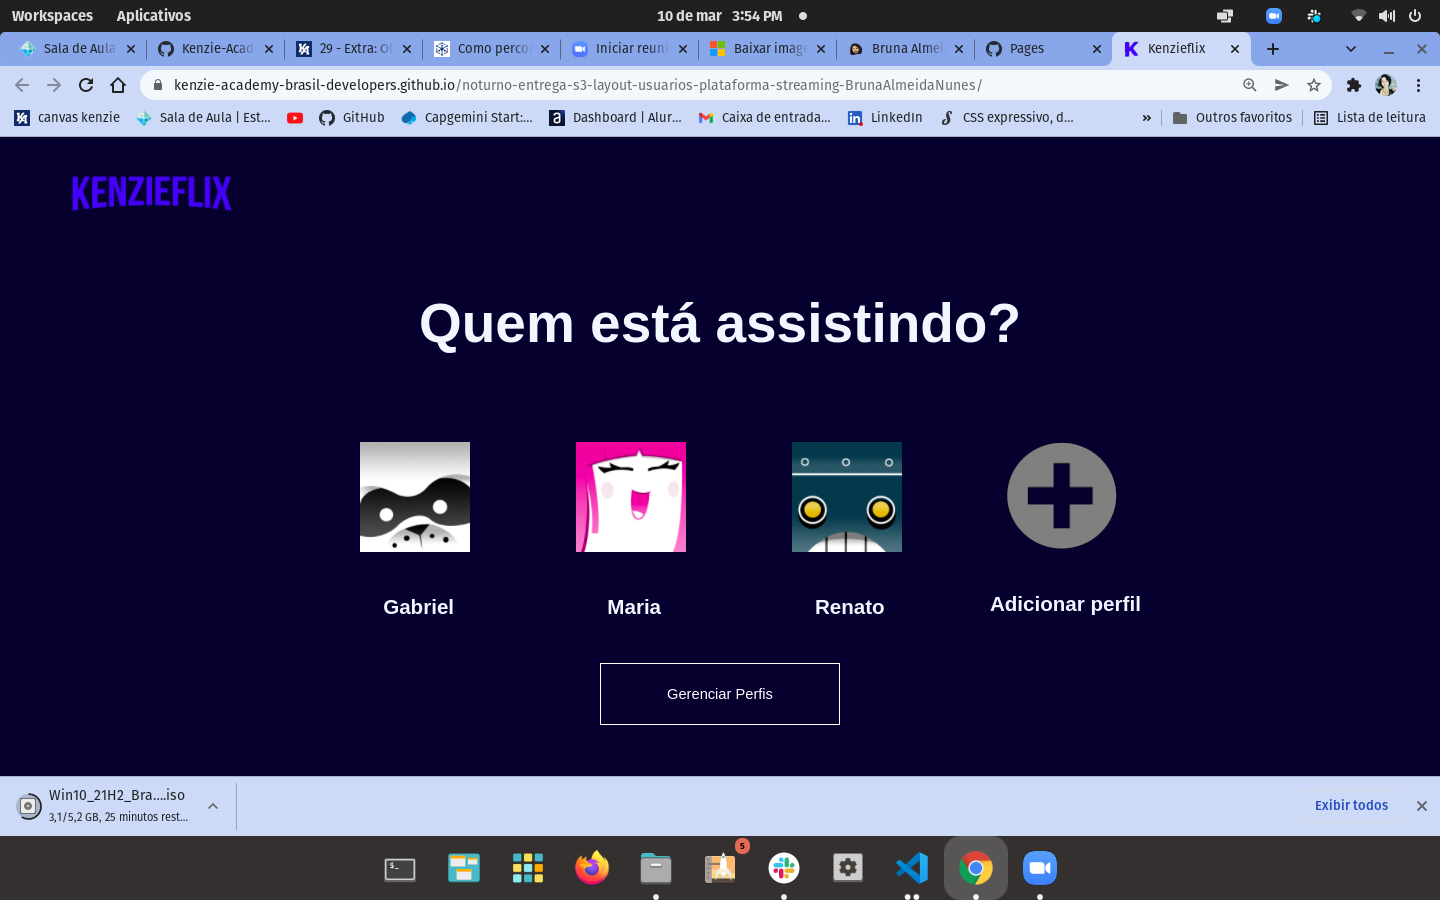 Workspaces Aplicativos 10 de mar 3:54 PM
Sala de Aula Kenzie-Acad 29 - Extra: Ob Como perco Iniciar reuni Baixar image Bruna Almei Pages Kenzieflix
kenzie-academy-brasil-developers.github.io/noturno-entrega-s3-layout-usuarios-plataforma-streaming-BrunaAlmeidaNunes/
canvas kenzie Sala de Aula | Est... GitHub Capgemini Start:... Dashboard | Alur... Caixa de entrada... LinkedIn CSS expressivo, d... » Outros favoritos Lista de leitura
KENZIEFLIX
Quem está assistindo?
Gabriel Maria Renato Adicionar perfil
Gerenciar Perfis
Win10_21H2_Bra....iso
3,1/5,2 GB, 25 minutos rest...
Exibir todos
5